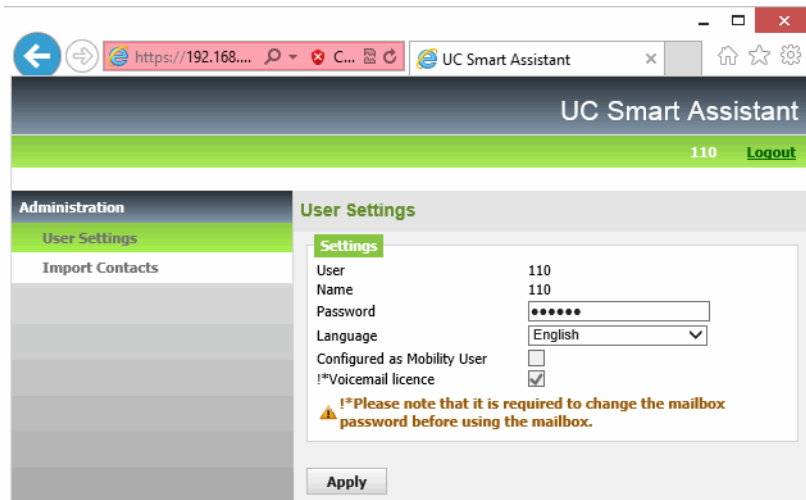 https://192.168.... C... UC Smart Assistant
UC Smart Assistant
110 Logout
Administration
User Settings
Import Contacts
User Settings
Settings
User 110
Name 110
Password ••••••
Language English
Configured as Mobility User
!*Voicemail licence
!*Please note that it is required to change the mailbox
password before using the mailbox.
Apply